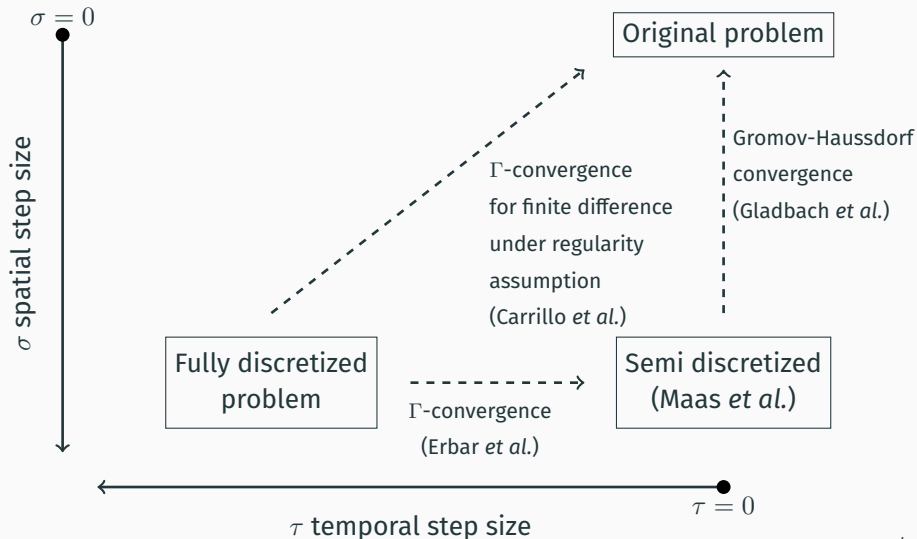 σ = 0
Original problem
Gromov-Haussdorf
convergence
(Gladbach et al.)
Γ-convergence
for finite difference
under regularity
assumption
(Carrillo et al.)
σ spatial step size
Fully discretized
problem
Semi discretized
(Maas et al.)
Γ-convergence
(Erbar et al.)
τ = 0
τ temporal step size